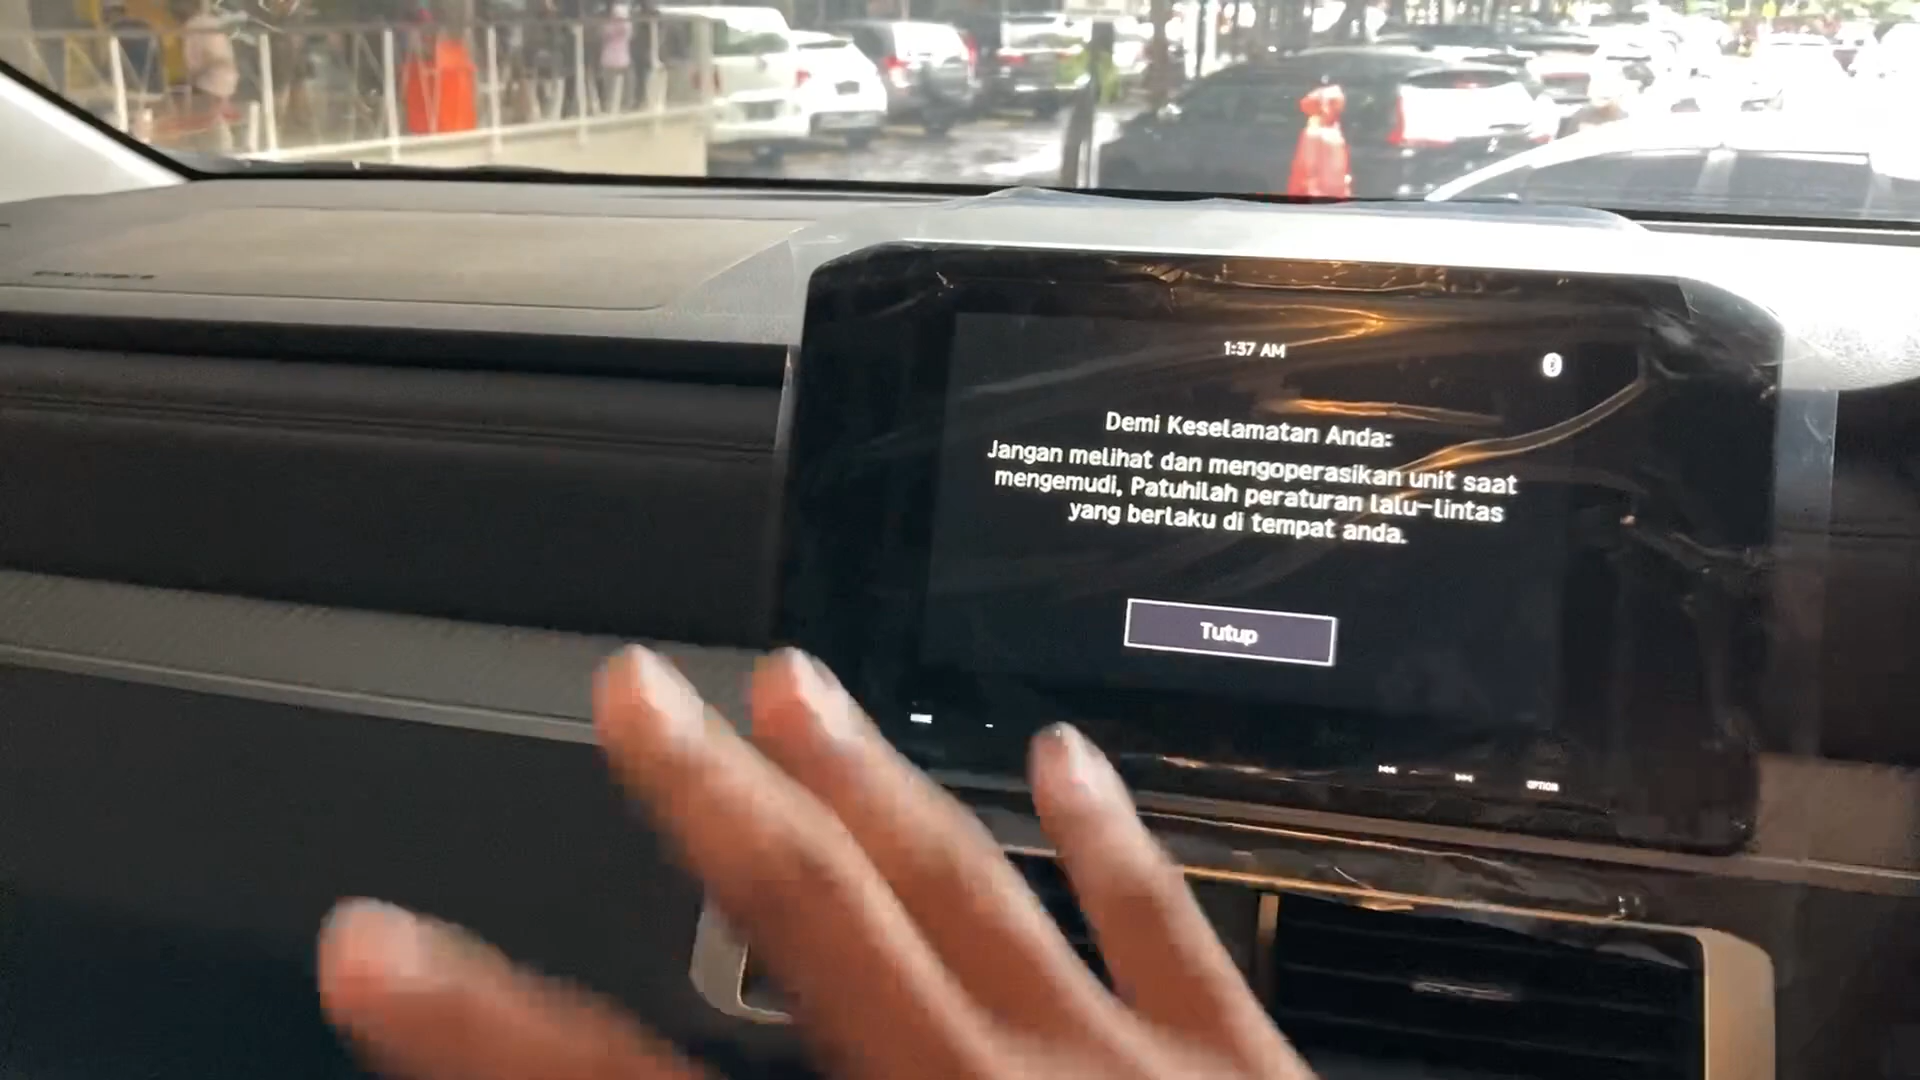 1:37 AM
Demi Keselamatan Anda:
Jangan melihat dan mengoperasikan unit saat
mengemudi, Patuhilah peraturan lalu-lintas
yang berlaku di tempat anda.
Tutup
OPTION